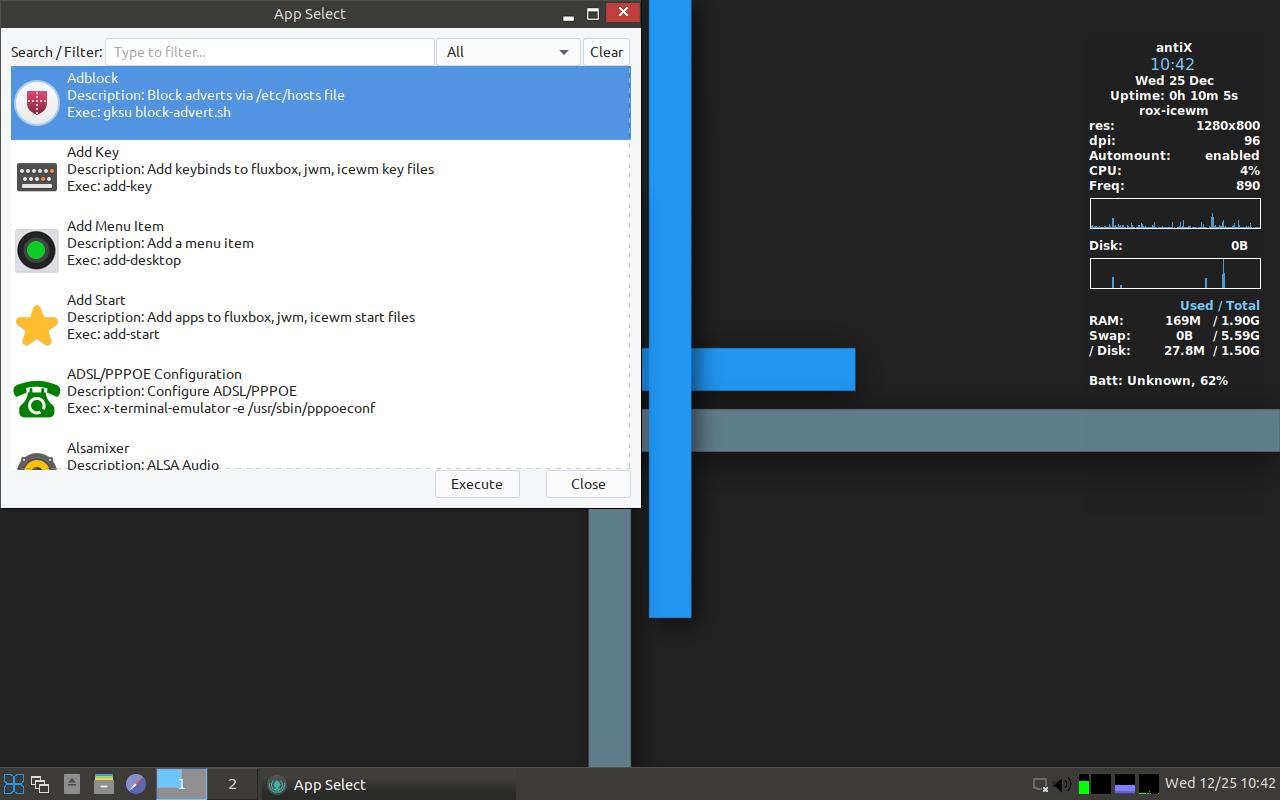 App Select
Search / Filter: Type to filter... All Clear
Adblock
Description: Block adverts via /etc/hosts file
Exec: gksu block-advert.sh
Add Key
Description: Add keybinds to fluxbox, jwm, icewm key files
Exec: add-key
Add Menu Item
Description: Add a menu item
Exec: add-desktop
Add Start
Description: Add apps to fluxbox, jwm, icewm start files
Exec: add-start
ADSL/PPPOE Configuration
Description: Configure ADSL/PPPOE
Exec: x-terminal-emulator -e /usr/sbin/pppoeconf
Alsamixer
Description: ALSA Audio
Execute Close
antiX
10:42
Wed 25 Dec
Uptime: 0h 10m 5s
rox-icewm
res: 1280x800
dpi: 96
Automount: enabled
CPU: 4%
Freq: 890
Disk: 0B
Used / Total
RAM: 169M / 1.90G
Swap: 0B / 5.59G
/ Disk: 27.8M / 1.50G
Batt: Unknown, 62%
1 2 App Select Wed 12/25 10:42